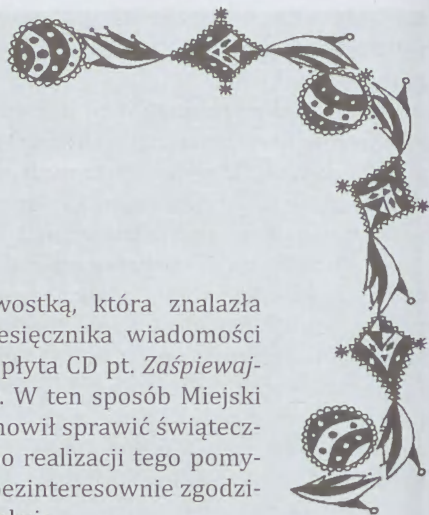 wostką, która znalazła
esięcznika wiadomości
płyta CD pt. Zaśpiewaj-
. W ten sposób Miejski
nowił sprawić świątecz-
o realizacji tego pomy-
bezinteresownie zgodzi-